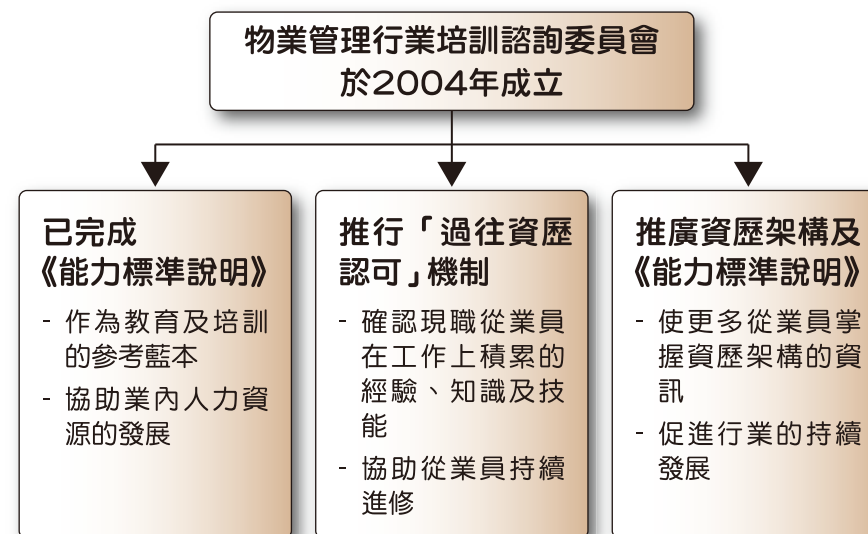 物業管理行業培訓諮詢委員會
於2004年成立
已完成
《能力標準說明》
- 作為教育及培訓
的參考藍本
- 協助業內人力資
源的發展
推行「過往資歷
認可」機制
- 確認現職從業員
在工作上積累的
經驗、知識及技
能
- 協助從業員持續
進修
推廣資歷架構及
《能力標準說明》
- 使更多從業員掌
握資歷架構的資
訊
- 促進行業的持續
發展